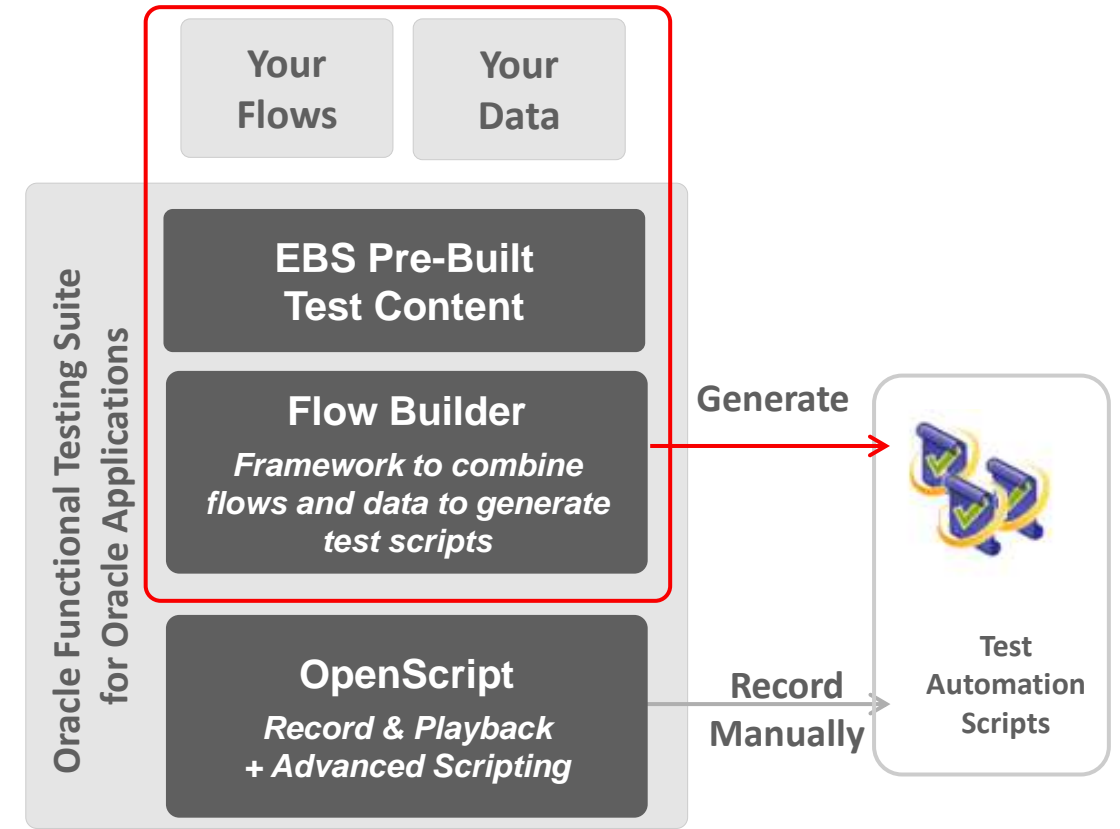 Your
Flows
Your
Data
Oracle Functional Testing Suite
for Oracle Applications
EBS Pre-Built
Test Content
Flow Builder
Framework to combine
flows and data to generate
test scripts
Generate
OpenScript
Record & Playback
+ Advanced Scripting
Record
Manually
Test
Automation
Scripts